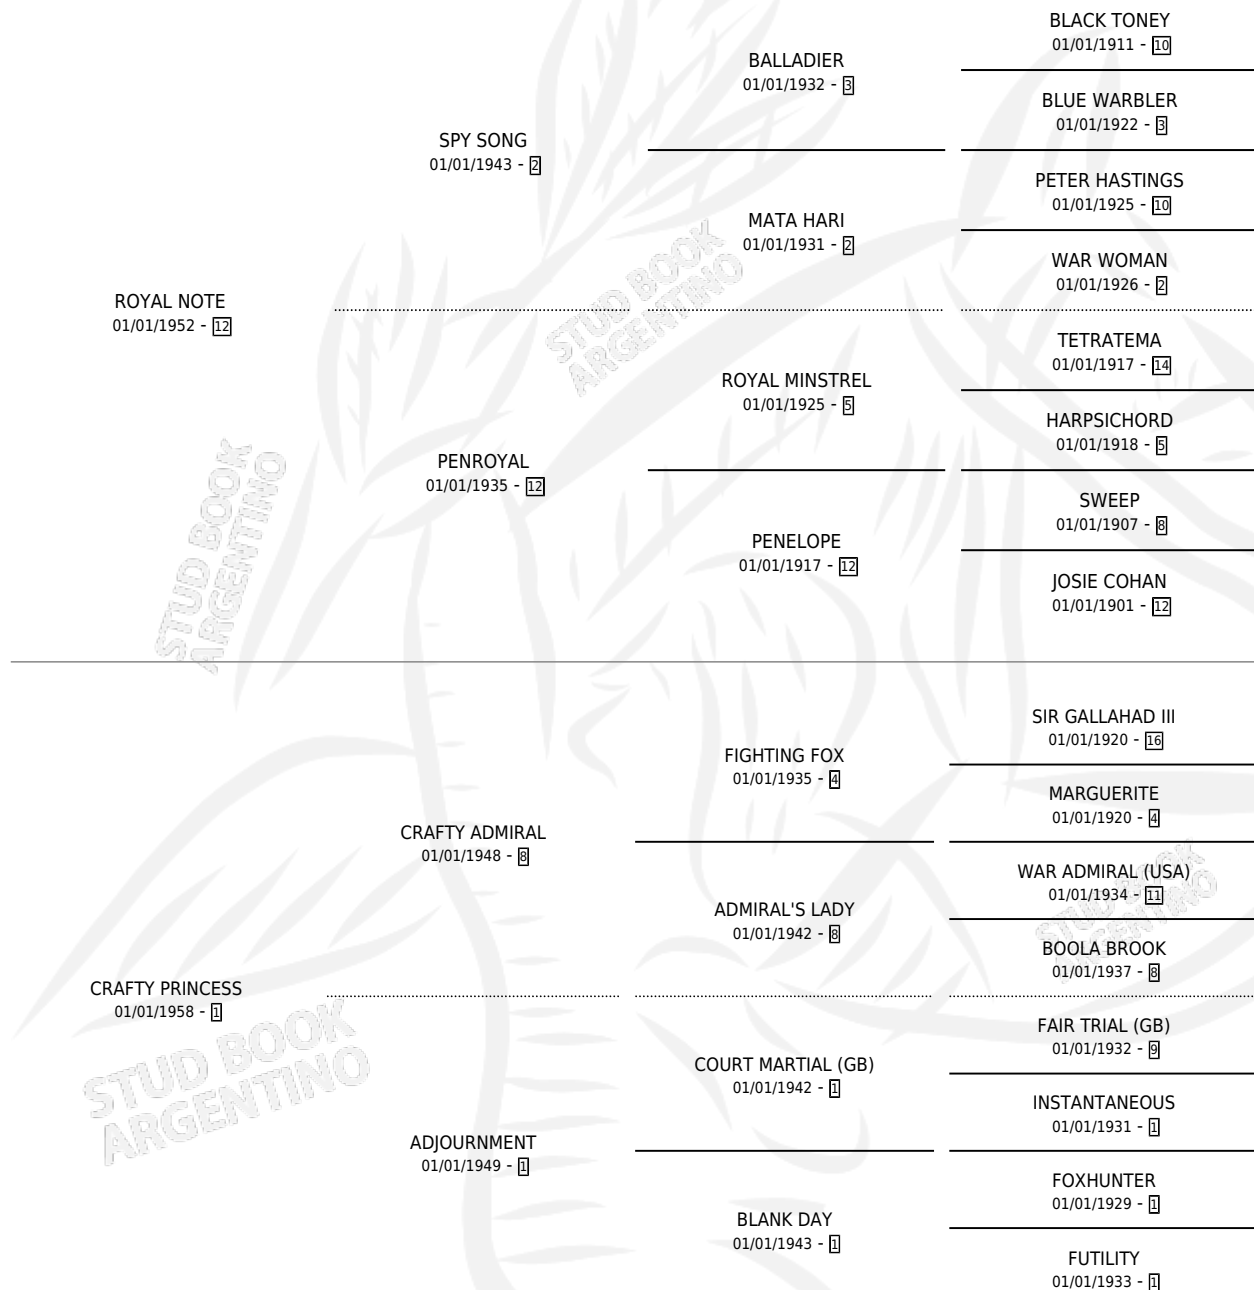 BLACK TONEY
01/01/1911 - 10
BALLADIER
01/01/1932 - 3
BLUE WARBLER
01/01/1922 - 3
SPY SONG
01/01/1943 - 2
PETER HASTINGS
01/01/1925 - 10
MATA HARI
01/01/1931 - 2
WAR WOMAN
01/01/1926 - 2
ROYAL NOTE
01/01/1952 - 12
TETRATEMA
01/01/1917 - 14
ROYAL MINSTREL
01/01/1925 - 5
HARPSICHORD
01/01/1918 - 5
PENROYAL
01/01/1935 - 12
SWEEP
01/01/1907 - 8
PENELOPE
01/01/1917 - 12
JOSIE COHAN
01/01/1901 - 12
SIR GALLAHAD III
01/01/1920 - 16
FIGHTING FOX
01/01/1935 - 4
MARGUERITE
01/01/1920 - 4
CRAFTY ADMIRAL
01/01/1948 - 8
WAR ADMIRAL (USA)
01/01/1934 - 11
ADMIRAL'S LADY
01/01/1942 - 8
BOOLA BROOK
01/01/1937 - 8
CRAFTY PRINCESS
01/01/1958 - 1
FAIR TRIAL (GB)
01/01/1932 - 9
COURT MARTIAL (GB)
01/01/1942 - 1
INSTANTANEOUS
01/01/1931 - 1
ADJOURNMENT
01/01/1949 - 1
FOXHUNTER
01/01/1929 - 1
BLANK DAY
01/01/1943 - 1
FUTILITY
01/01/1933 - 1
STUD BOOK
ARGENTINO
STUD BOOK
ARGENTINO
STUD BOOK
ARGENTINO
STUD BOOK
ARGENTINO